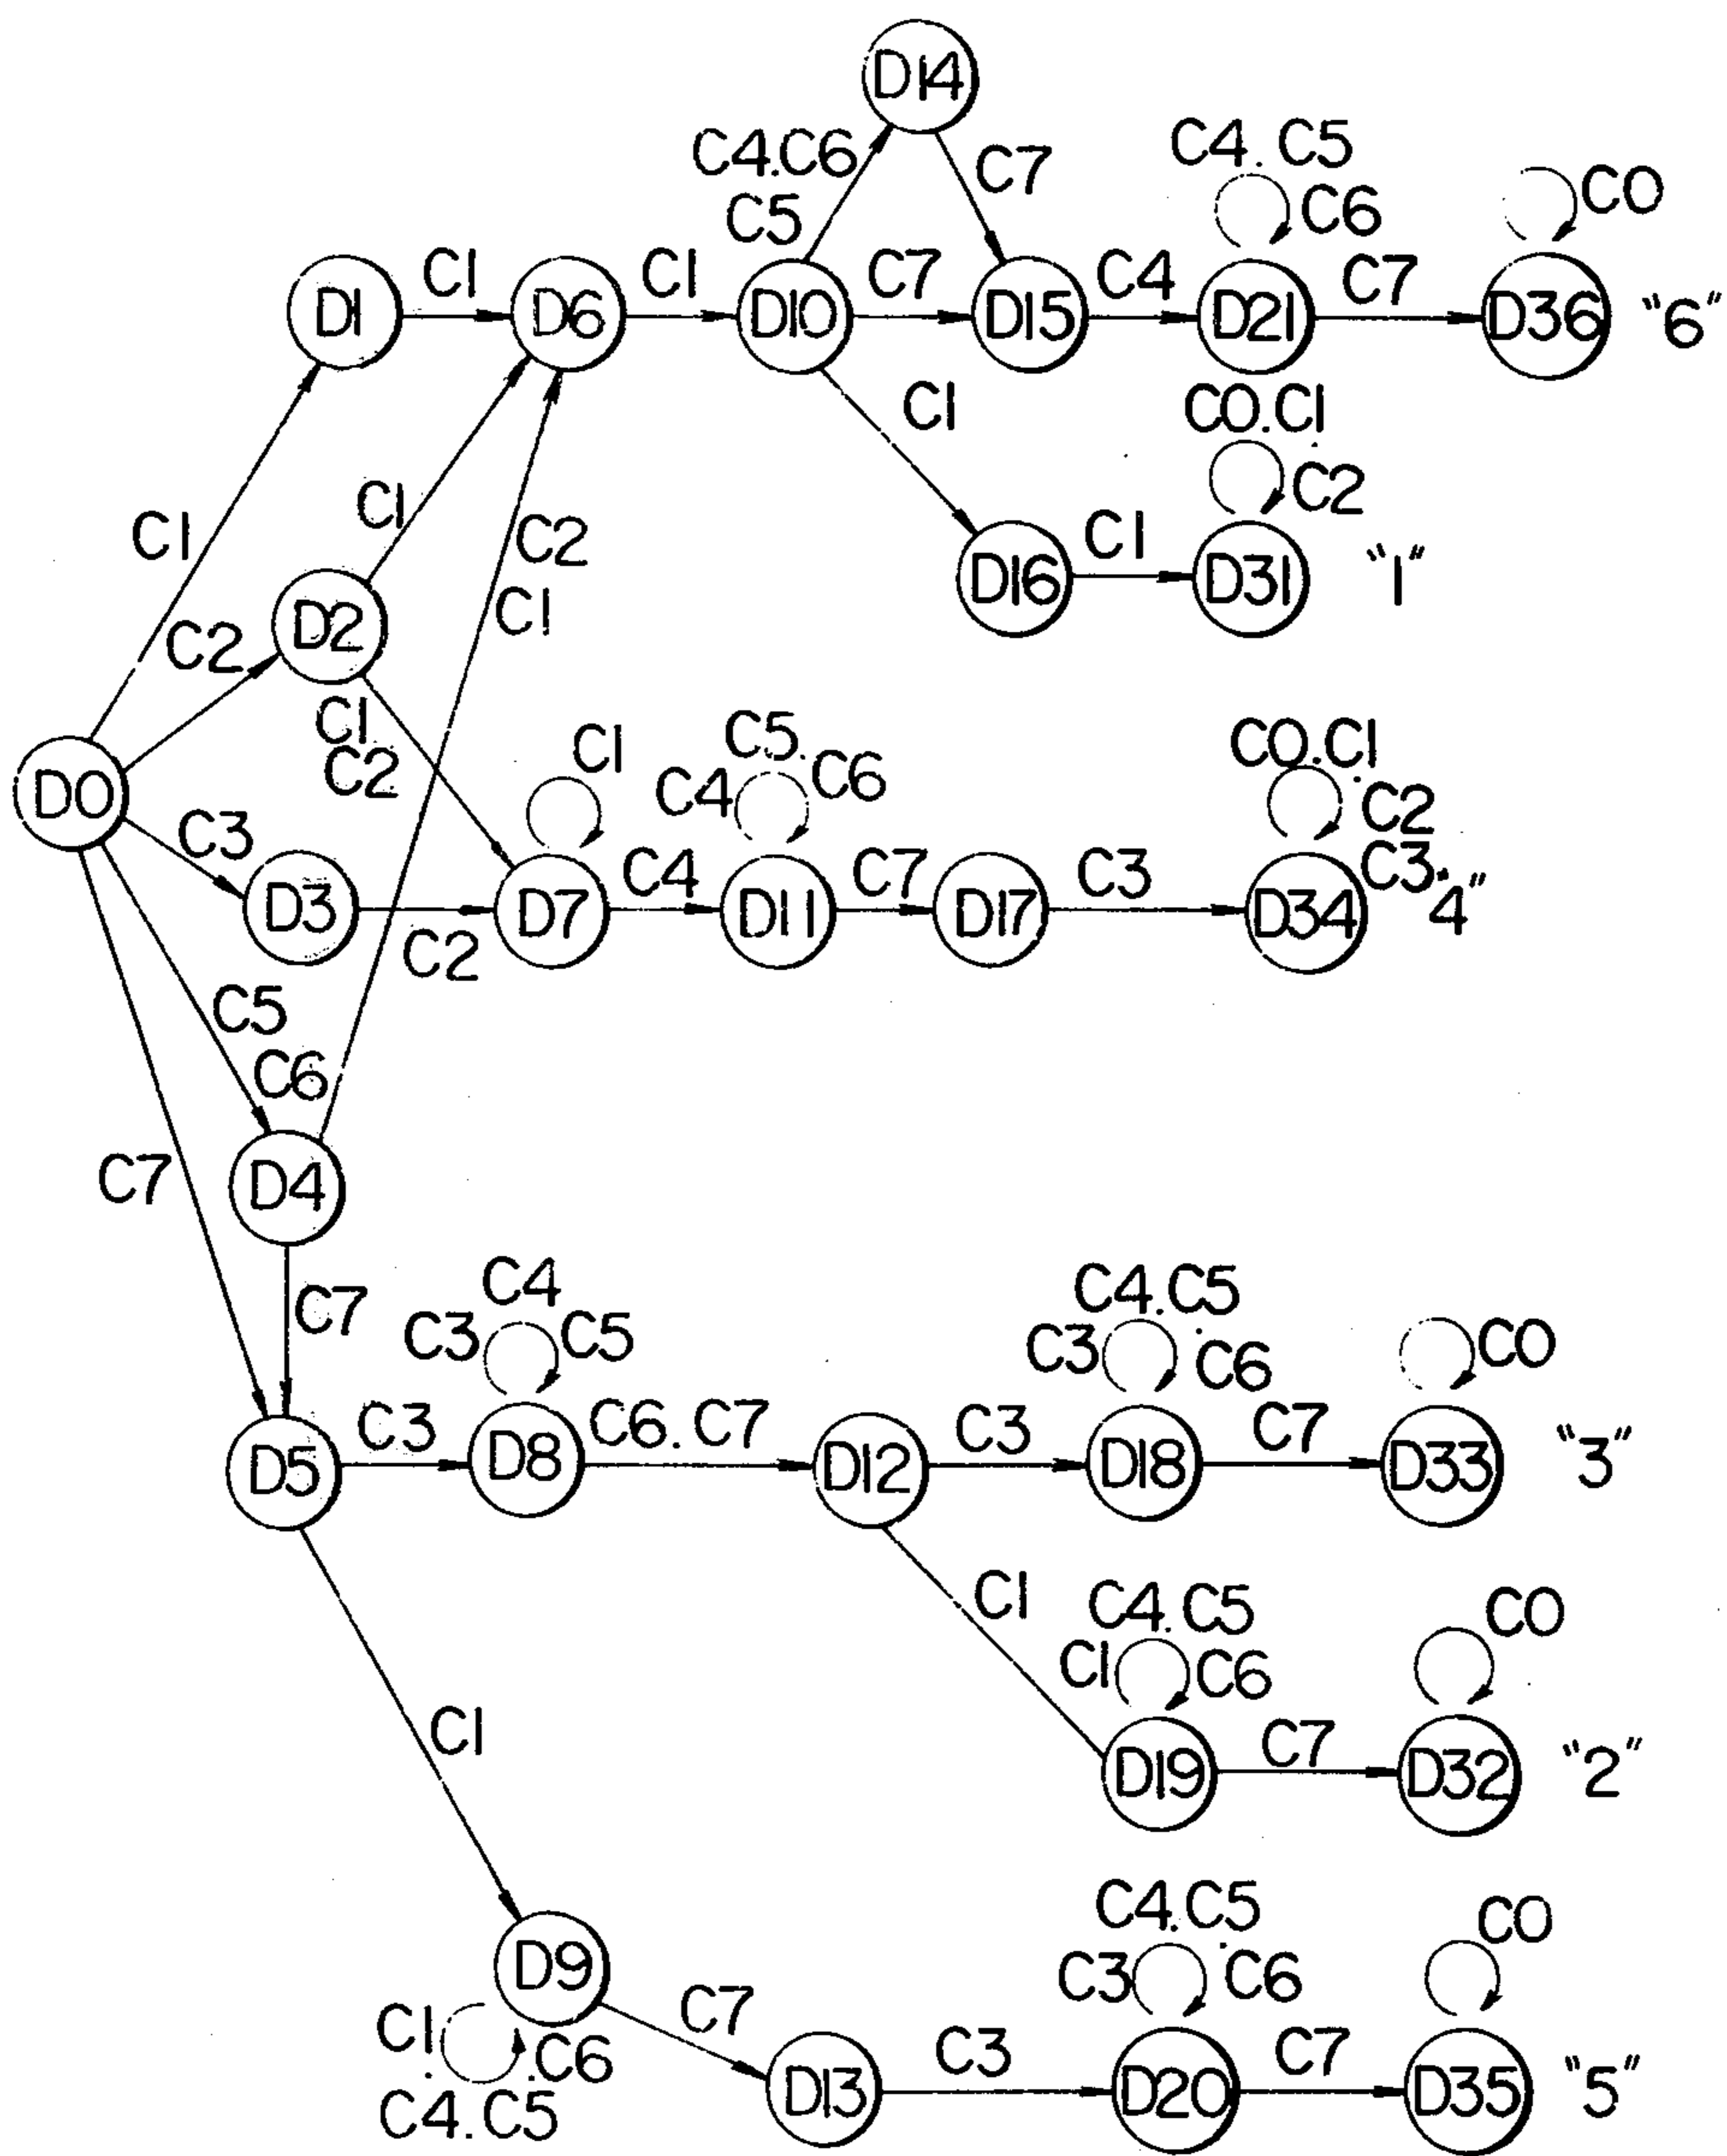 D14
C4.C6
C5
C7
C4.C5
C6
C0
C1
C1
C7
C4
C7
D1
D6
D10
D15
D21
D36
"6"
C1
C0.C1.
C2
C1
C1
C2
C1
D16
C1
D31
"1"
C2
D2
C1
C2
C1
C5.
C4
C6
C0.C1.
C2
C3.
D0
C3
D3
C2
D7
C4
D11
C7
D17
C3
D34
"4"
C5
C6
C7
D4
C7
C4
C3
C5
C4.C5.
C3
C6
C0
D5
C3
D8
C6.C7
D12
C3
D18
C7
D33
"3"
C1
C4.C5
C1
C6
C0
D19
C7
D32
"2"
C1
D9
C1.
.C6
C4.C5
C7
D13
C3
C4.C5.
C3
C6
D20
C7
C0
D35
"5"